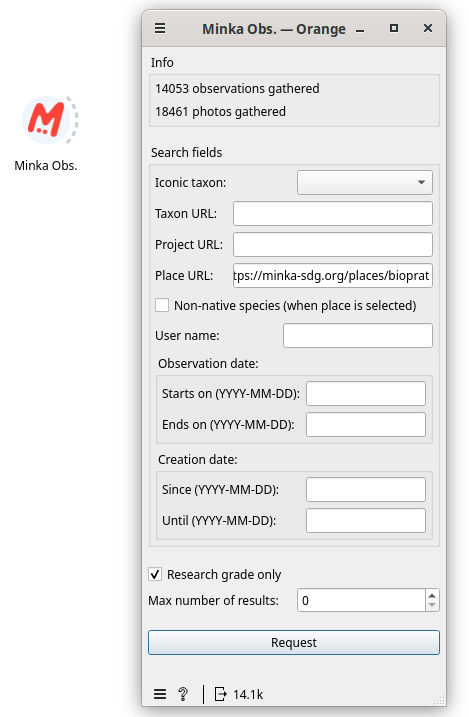 Minka Obs. — Orange
Info
14053 observations gathered
18461 photos gathered
Minka Obs.
Search fields
Iconic taxon:
Taxon URL:
Project URL:
Place URL: tps://minka-sdg.org/places/bioprat
Non-native species (when place is selected)
User name:
Observation date:
Starts on (YYYY-MM-DD):
Ends on (YYYY-MM-DD):
Creation date:
Since (YYYY-MM-DD):
Until (YYYY-MM-DD):
Research grade only
Max number of results: 0
Request
? 14.1k